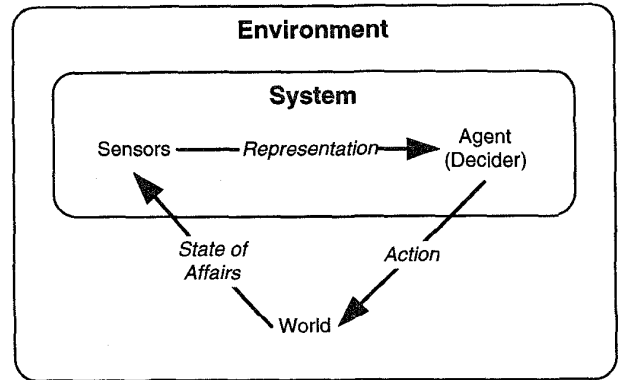 Environment
System
Sensors
Representation
Agent
(Decider)
State of
Affairs
Action
World